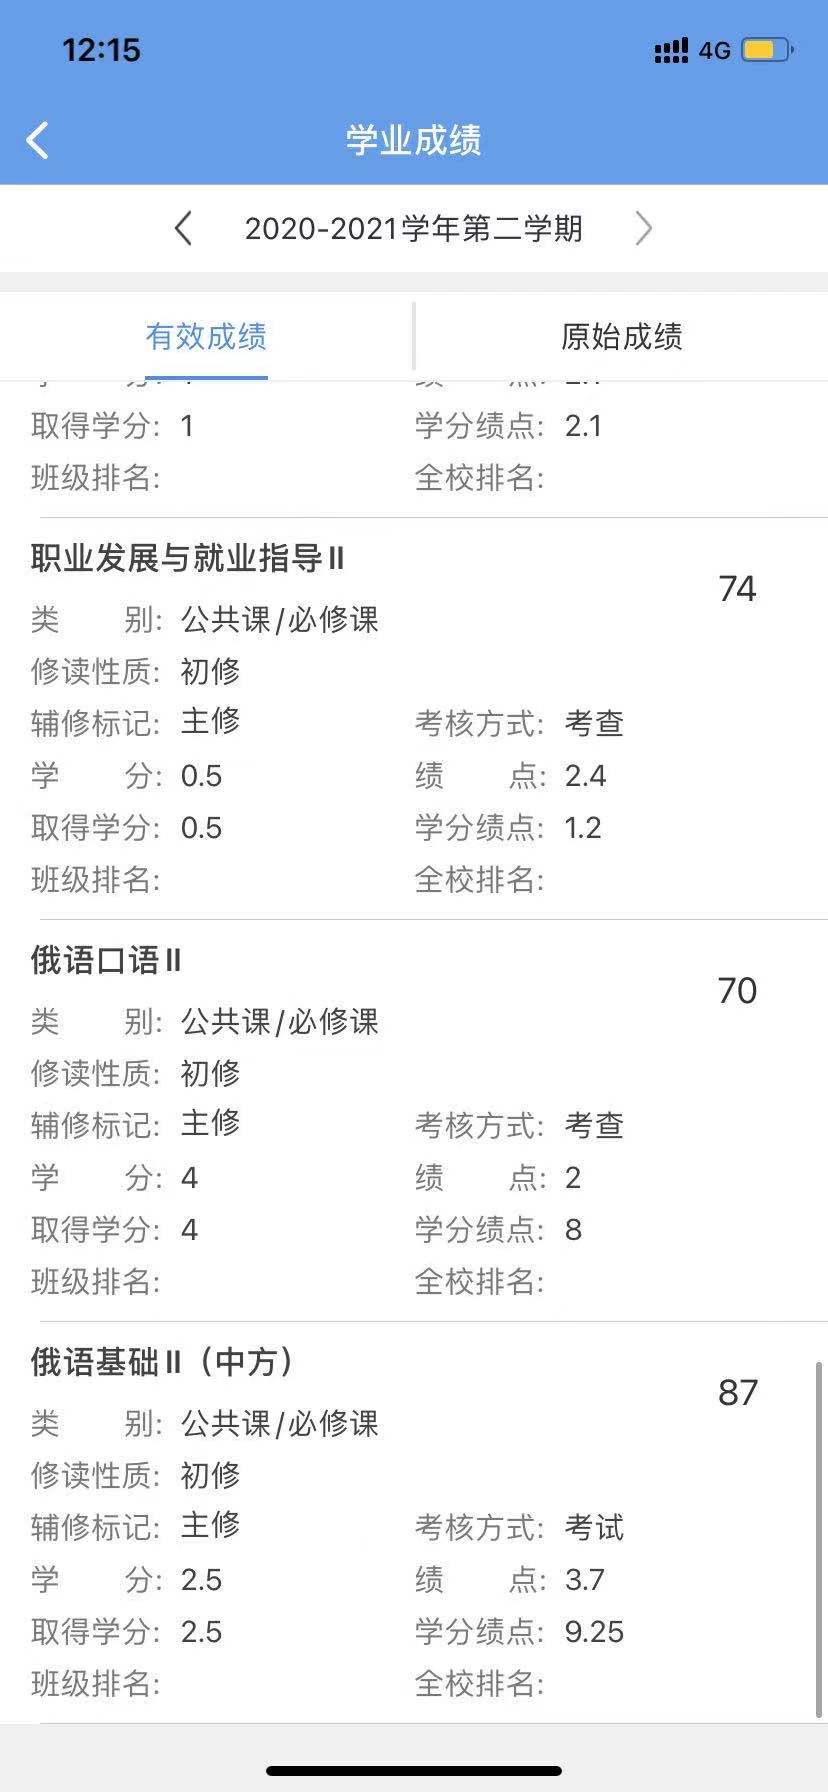 12:15 4G
学业成绩
2020-2021学年第二学期
有效成绩 原始成绩
取得学分: 1 学分绩点: 2.1
班级排名: 全校排名:
职业发展与就业指导Ⅱ
74
类 别: 公共课/必修课
修读性质: 初修
辅修标记: 主修 考核方式: 考查
学 分: 0.5 绩 点: 2.4
取得学分: 0.5 学分绩点: 1.2
班级排名: 全校排名:
俄语口语Ⅱ
70
类 别: 公共课/必修课
修读性质: 初修
辅修标记: 主修 考核方式: 考查
学 分: 4 绩 点: 2
取得学分: 4 学分绩点: 8
班级排名: 全校排名:
俄语基础Ⅱ（中方）
87
类 别: 公共课/必修课
修读性质: 初修
辅修标记: 主修 考核方式: 考试
学 分: 2.5 绩 点: 3.7
取得学分: 2.5 学分绩点: 9.25
班级排名: 全校排名: